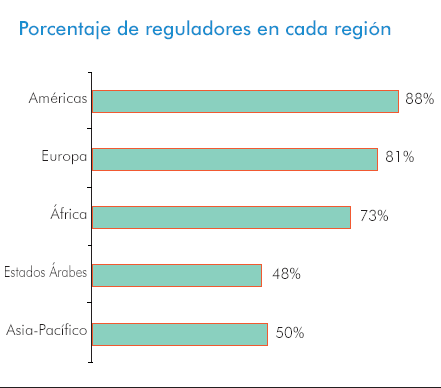 Porcentaje de reguladores en cada región
Américas 88%
Europa 81%
África 73%
Estados Árabes 48%
Asia-Pacífico 50%